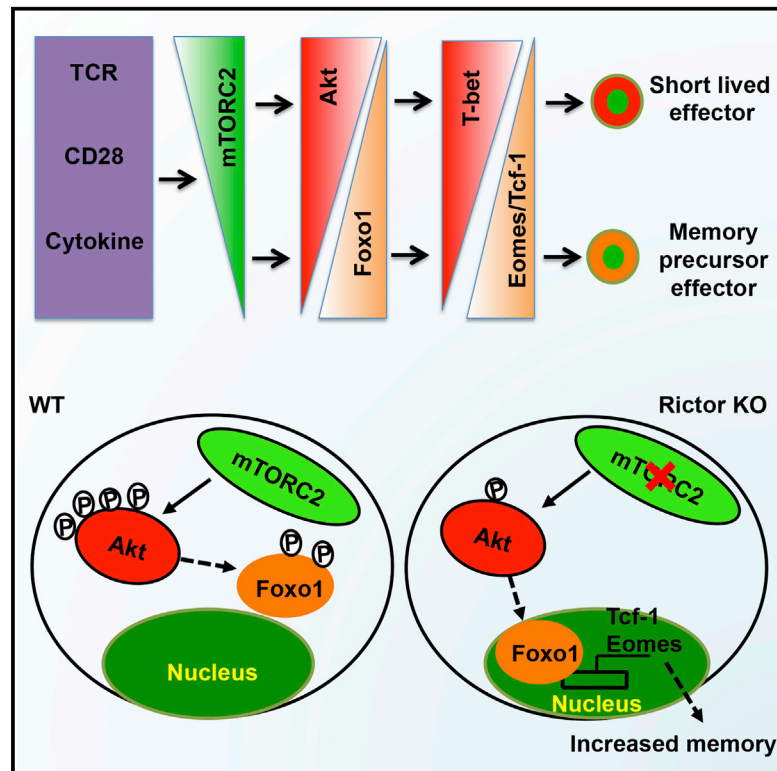 TCR
CD28
Cytokine
mTORC2
Akt
Foxo1
T-bet
Eomes/Tcf-1
Short lived
effector
Memory
precursor
effector
WT
mTORC2
P
P
P
P
P
P
Akt
Foxo1
Nucleus
Rictor KO
mTORC2
P
Akt
Tcf-1
Eomes
Foxo1
Nucleus
Increased memory